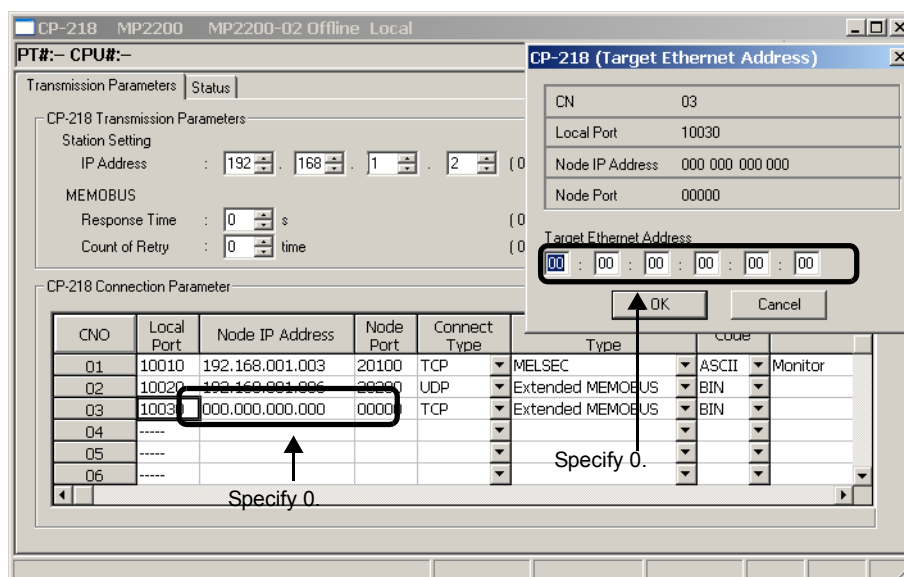 CP-218 MP2200 MP2200-02 Offline Local
PT#:– CPU#:–
Transmission Parameters Status
CP-218 Transmission Parameters
Station Setting
IP Address : 192 . 168 . 1 . 2 ( 0
MEMOBUS
Response Time : 0 s ( 0
Count of Retry : 0 time ( 0
CP-218 (Target Ethernet Address)
CN 03
Local Port 10030
Node IP Address 000 000 000 000
Node Port 00000
Target Ethernet Address
00 : 00 : 00 : 00 : 00 : 00
OK Cancel
CP-218 Connection Parameter
CNO Local Port Node IP Address Node Port Connect Type Type Code
01 10010 192.168.001.003 20100 TCP MELSEC ASCII Monitor
02 10020 192.168.001.006 20200 UDP Extended MEMOBUS BIN
03 10030 000.000.000.000 00000 TCP Extended MEMOBUS BIN
04 -----
05 -----
06 -----
Specify 0.
Specify 0.